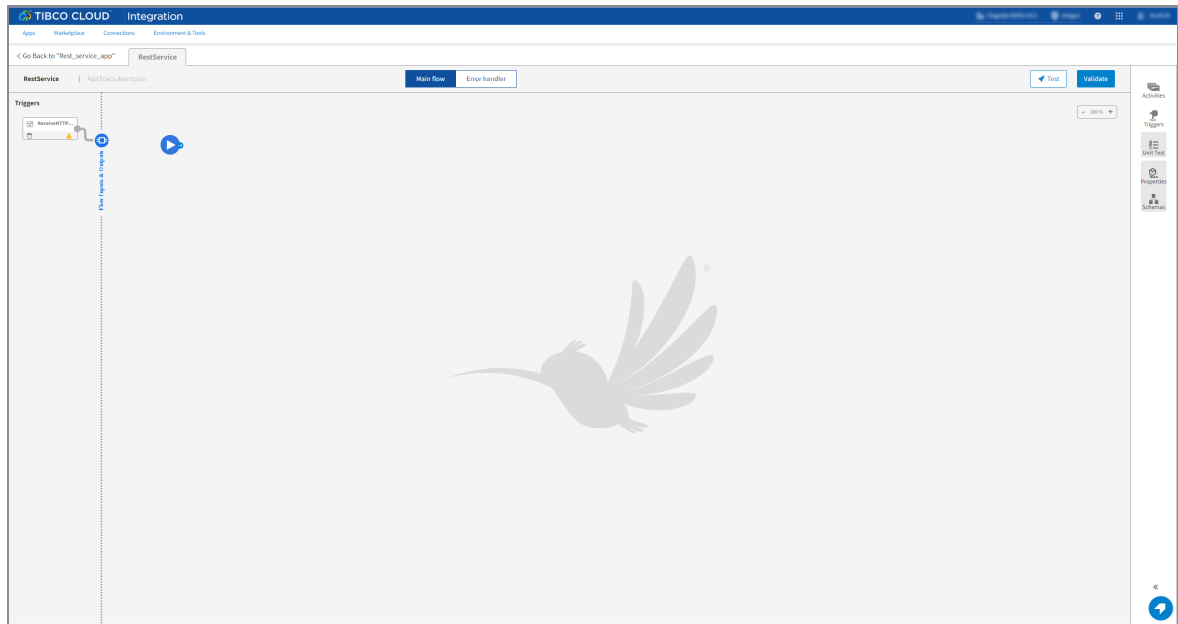 TIBCO CLOUD™ Integration
Apps Marketplace Connections Environment & Tools
Go Back to "Rest_service_app" RestService
RestService | Add flow's description Main flow Error handler Test Validate
Triggers
ReceiveHTTP...
Flow Inputs & Outputs
- 100% +
Activities
Triggers
Unit Test
Properties
Schemas